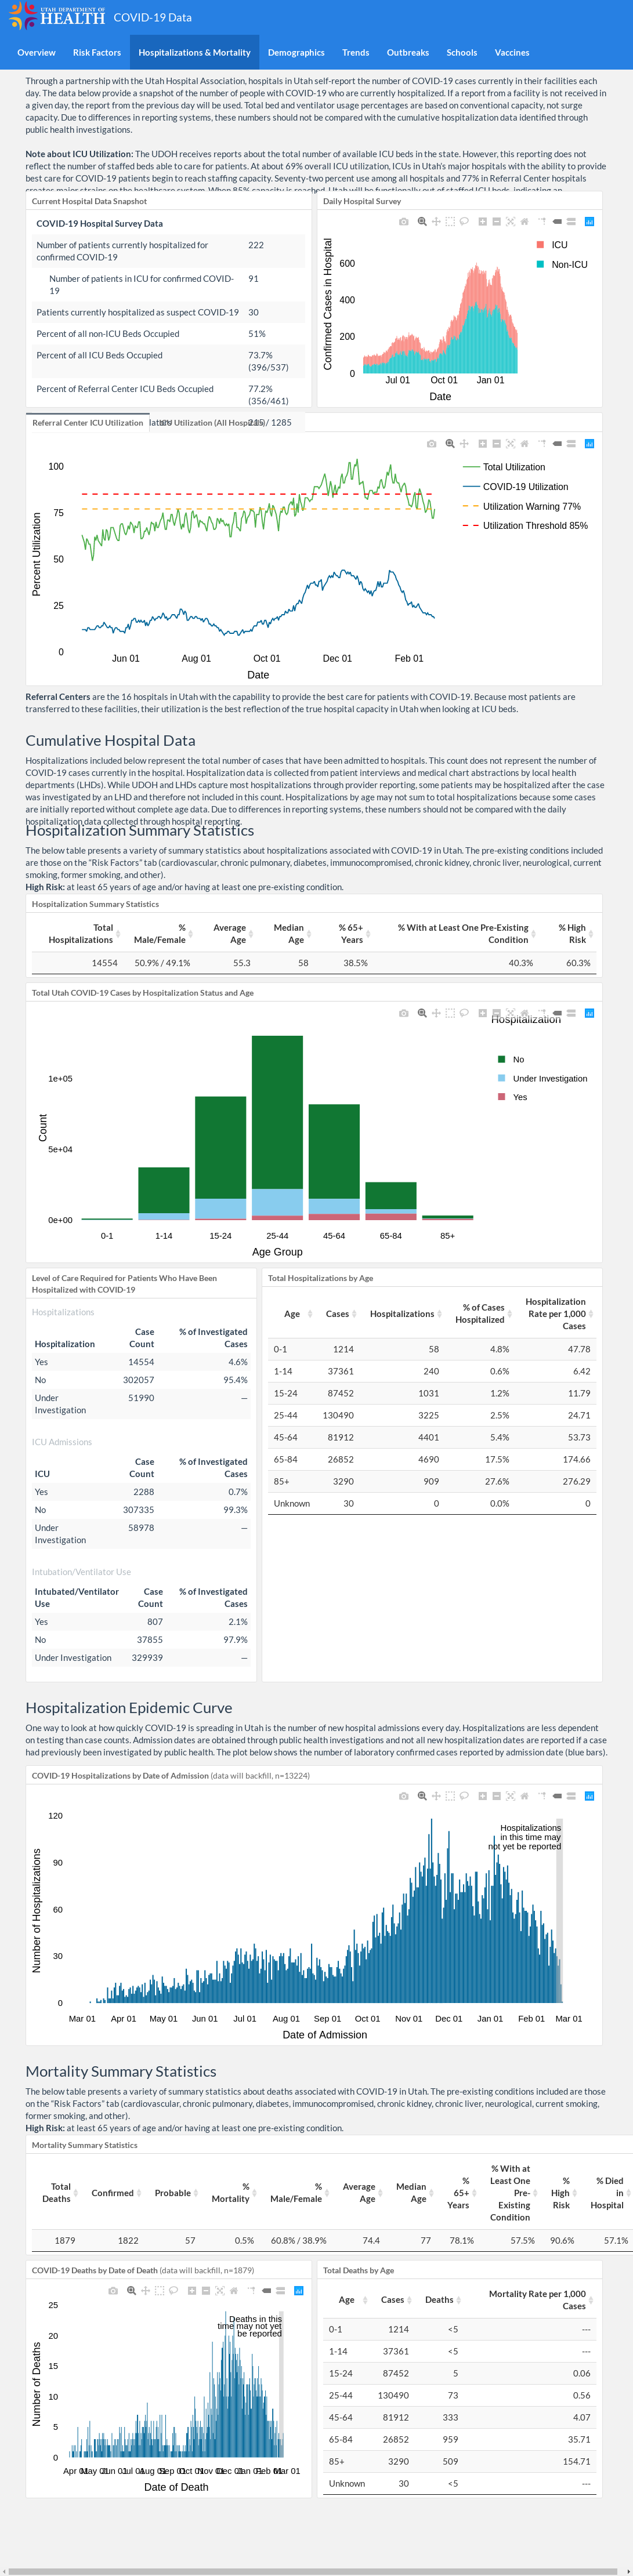 UTAH DEPARTMENT OF
HEALTH
COVID-19 Data
Overview Risk Factors Hospitalizations & Mortality Demographics Trends Outbreaks Schools Vaccines
Through a partnership with the Utah Hospital Association, hospitals in Utah self-report the number of COVID-19 cases currently in their facilities each
day. The data below provide a snapshot of the number of people with COVID-19 who are currently hospitalized. If a report from a facility is not received in
a given day, the report from the previous day will be used. Total bed and ventilator usage percentages are based on conventional capacity, not surge
capacity. Due to differences in reporting systems, these numbers should not be compared with the cumulative hospitalization data identified through
public health investigations.
Note about ICU Utilization: The UDOH receives reports about the total number of available ICU beds in the state. However, this reporting does not
reflect the number of staffed beds able to care for patients. At about 69% overall ICU utilization, ICUs in Utah's major hospitals with the ability to provide
best care for COVID-19 patients begin to reach staffing capacity. Seventy-two percent use among all hospitals and 77% in Referral Center hospitals
creates major strains on the healthcare system. When 85% capacity is reached, Utah will be functionally out of staffed ICU beds, indicating an
Current Hospital Data Snapshot
COVID-19 Hospital Survey Data
Number of patients currently hospitalized for 222
confirmed COVID-19
Number of patients in ICU for confirmed COVID- 91
19
Patients currently hospitalized as suspect COVID-19 30
Percent of all non-ICU Beds Occupied 51%
Percent of all ICU Beds Occupied 73.7%
(396/537)
Percent of Referral Center ICU Beds Occupied 77.2%
(356/461)
215 / 1285
Daily Hospital Survey
ICU
Non-ICU
Confirmed Cases in Hospital
600
400
200
0
Jul 01 Oct 01 Jan 01
Date
Referral Center ICU Utilization
ICU Utilization (All Hospitals)
100
75
50
25
0
Percent Utilization
Jun 01 Aug 01 Oct 01 Dec 01 Feb 01
Date
Total Utilization
COVID-19 Utilization
Utilization Warning 77%
Utilization Threshold 85%
Referral Centers are the 16 hospitals in Utah with the capability to provide the best care for patients with COVID-19. Because most patients are
transferred to these facilities, their utilization is the best reflection of the true hospital capacity in Utah when looking at ICU beds.
Cumulative Hospital Data
Hospitalizations included below represent the total number of cases that have been admitted to hospitals. This count does not represent the number of
COVID-19 cases currently in the hospital. Hospitalization data is collected from patient interviews and medical chart abstractions by local health
departments (LHDs). While UDOH and LHDs capture most hospitalizations through provider reporting, some patients may be hospitalized after the case
was investigated by an LHD and therefore not included in this count. Hospitalizations by age may not sum to total hospitalizations because some cases
are initially reported without complete age data. Due to differences in reporting systems, these numbers should not be compared with the daily
hospitalization data collected through hospital reporting.
Hospitalization Summary Statistics
The below table presents a variety of summary statistics about hospitalizations associated with COVID-19 in Utah. The pre-existing conditions included
are those on the "Risk Factors" tab (cardiovascular, chronic pulmonary, diabetes, immunocompromised, chronic kidney, chronic liver, neurological, current
smoking, former smoking, and other).
High Risk: at least 65 years of age and/or having at least one pre-existing condition.
Hospitalization Summary Statistics
Total % Average Median % 65+ % With at Least One Pre-Existing % High
Hospitalizations Male/Female Age Age Years Condition Risk
14554 50.9% / 49.1% 55.3 58 38.5% 40.3% 60.3%
Total Utah COVID-19 Cases by Hospitalization Status and Age
Hospitalization
No
Under Investigation
Yes
Count
1e+05
5e+04
0e+00
0-1 1-14 15-24 25-44 45-64 65-84 85+
Age Group
Level of Care Required for Patients Who Have Been
Hospitalized with COVID-19
Hospitalizations
Case % of Investigated
Hospitalization Count Cases
Yes 14554 4.6%
No 302057 95.4%
Under 51990 —
Investigation
ICU Admissions
Case % of Investigated
ICU Count Cases
Yes 2288 0.7%
No 307335 99.3%
Under 58978 —
Investigation
Intubation/Ventilator Use
Intubated/Ventilator Case % of Investigated
Use Count Cases
Yes 807 2.1%
No 37855 97.9%
Under Investigation 329939 —
Total Hospitalizations by Age
Hospitalization
% of Cases Rate per 1,000
Age Cases Hospitalizations Hospitalized Cases
0-1 1214 58 4.8% 47.78
1-14 37361 240 0.6% 6.42
15-24 87452 1031 1.2% 11.79
25-44 130490 3225 2.5% 24.71
45-64 81912 4401 5.4% 53.73
65-84 26852 4690 17.5% 174.66
85+ 3290 909 27.6% 276.29
Unknown 30 0 0.0% 0
Hospitalization Epidemic Curve
One way to look at how quickly COVID-19 is spreading in Utah is the number of new hospital admissions every day. Hospitalizations are less dependent
on testing than case counts. Admission dates are obtained through public health investigations and not all new hospitalization dates are reported if a case
had previously been investigated by public health. The plot below shows the number of laboratory confirmed cases reported by admission date (blue bars).
COVID-19 Hospitalizations by Date of Admission (data will backfill, n=13224)
Hospitalizations
in this time may
not yet be reported
Number of Hospitalizations
120
90
60
30
0
Mar 01 Apr 01 May 01 Jun 01 Jul 01 Aug 01 Sep 01 Oct 01 Nov 01 Dec 01 Jan 01 Feb 01 Mar 01
Date of Admission
Mortality Summary Statistics
The below table presents a variety of summary statistics about deaths associated with COVID-19 in Utah. The pre-existing conditions included are those
on the "Risk Factors" tab (cardiovascular, chronic pulmonary, diabetes, immunocompromised, chronic kidney, chronic liver, neurological, current smoking,
former smoking, and other).
High Risk: at least 65 years of age and/or having at least one pre-existing condition.
Mortality Summary Statistics
% With at
% Least One % % Died
Total % % Average Median 65+ Pre- High in
Deaths Confirmed Probable Mortality Male/Female Age Age Years Existing Risk Hospital
Condition
1879 1822 57 0.5% 60.8% / 38.9% 74.4 77 78.1% 57.5% 90.6% 57.1%
COVID-19 Deaths by Date of Death (data will backfill, n=1879)
Deaths in this
time may not yet
be reported
Number of Deaths
25
20
15
10
5
0
Apr 01 May 01 Jun 01 Jul 01 Aug 01 Sep 01 Oct 01 Nov 01 Dec 01 Jan 01 Feb 01 Mar 01
Date of Death
Total Deaths by Age
Mortality Rate per 1,000
Age Cases Deaths Cases
0-1 1214 <5 ---
1-14 37361 <5 ---
15-24 87452 5 0.06
25-44 130490 73 0.56
45-64 81912 333 4.07
65-84 26852 959 35.71
85+ 3290 509 154.71
Unknown 30 <5 ---